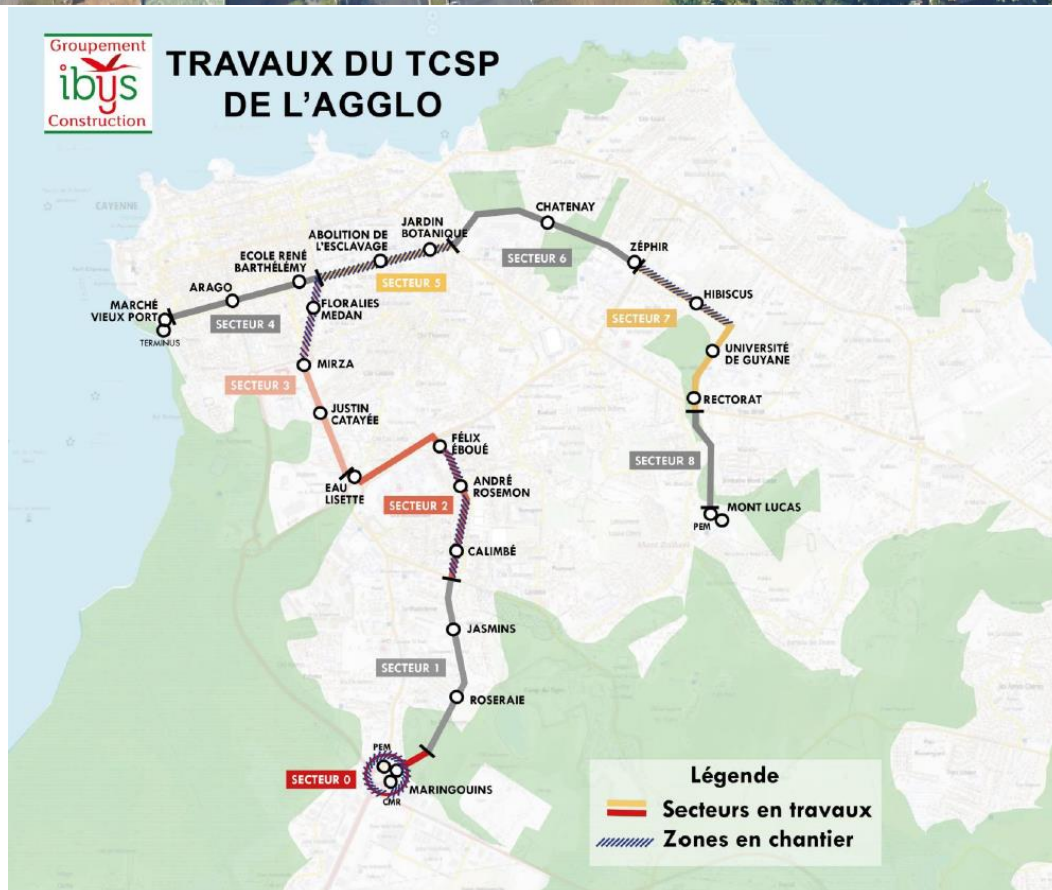 Groupement
ibys
Construction
TRAVAUX DU TCSP
DE L'AGGLO
CAYENNE
CHATENAY
JARDIN
BOTANIQUE
ABOLITION DE
L'ESCLAVAGE
ZÉPHIR
ECOLE RENÉ
BARTHÉLÉMY
SECTEUR 6
SECTEUR 5
ARAGO
HIBISCUS
MARCHÉ
VIEUX PORT
FLORALIES
MEDAN
SECTEUR 7
SECTEUR 4
TERMINUS
UNIVERSITÉ
DE GUYANE
MIRZA
SECTEUR 3
RECTORAT
JUSTIN
CATAYÉE
FÉLIX
ÉBOUÉ
SECTEUR 8
EAU
LISETTE
ANDRÉ
ROSEMON
SECTEUR 2
MONT LUCAS
PEM
CALIMBÉ
JASMINS
SECTEUR 1
ROSERAIE
PEM
SECTEUR 0
MARINGOUINS
CMR
Légende
Secteurs en travaux
Zones en chantier